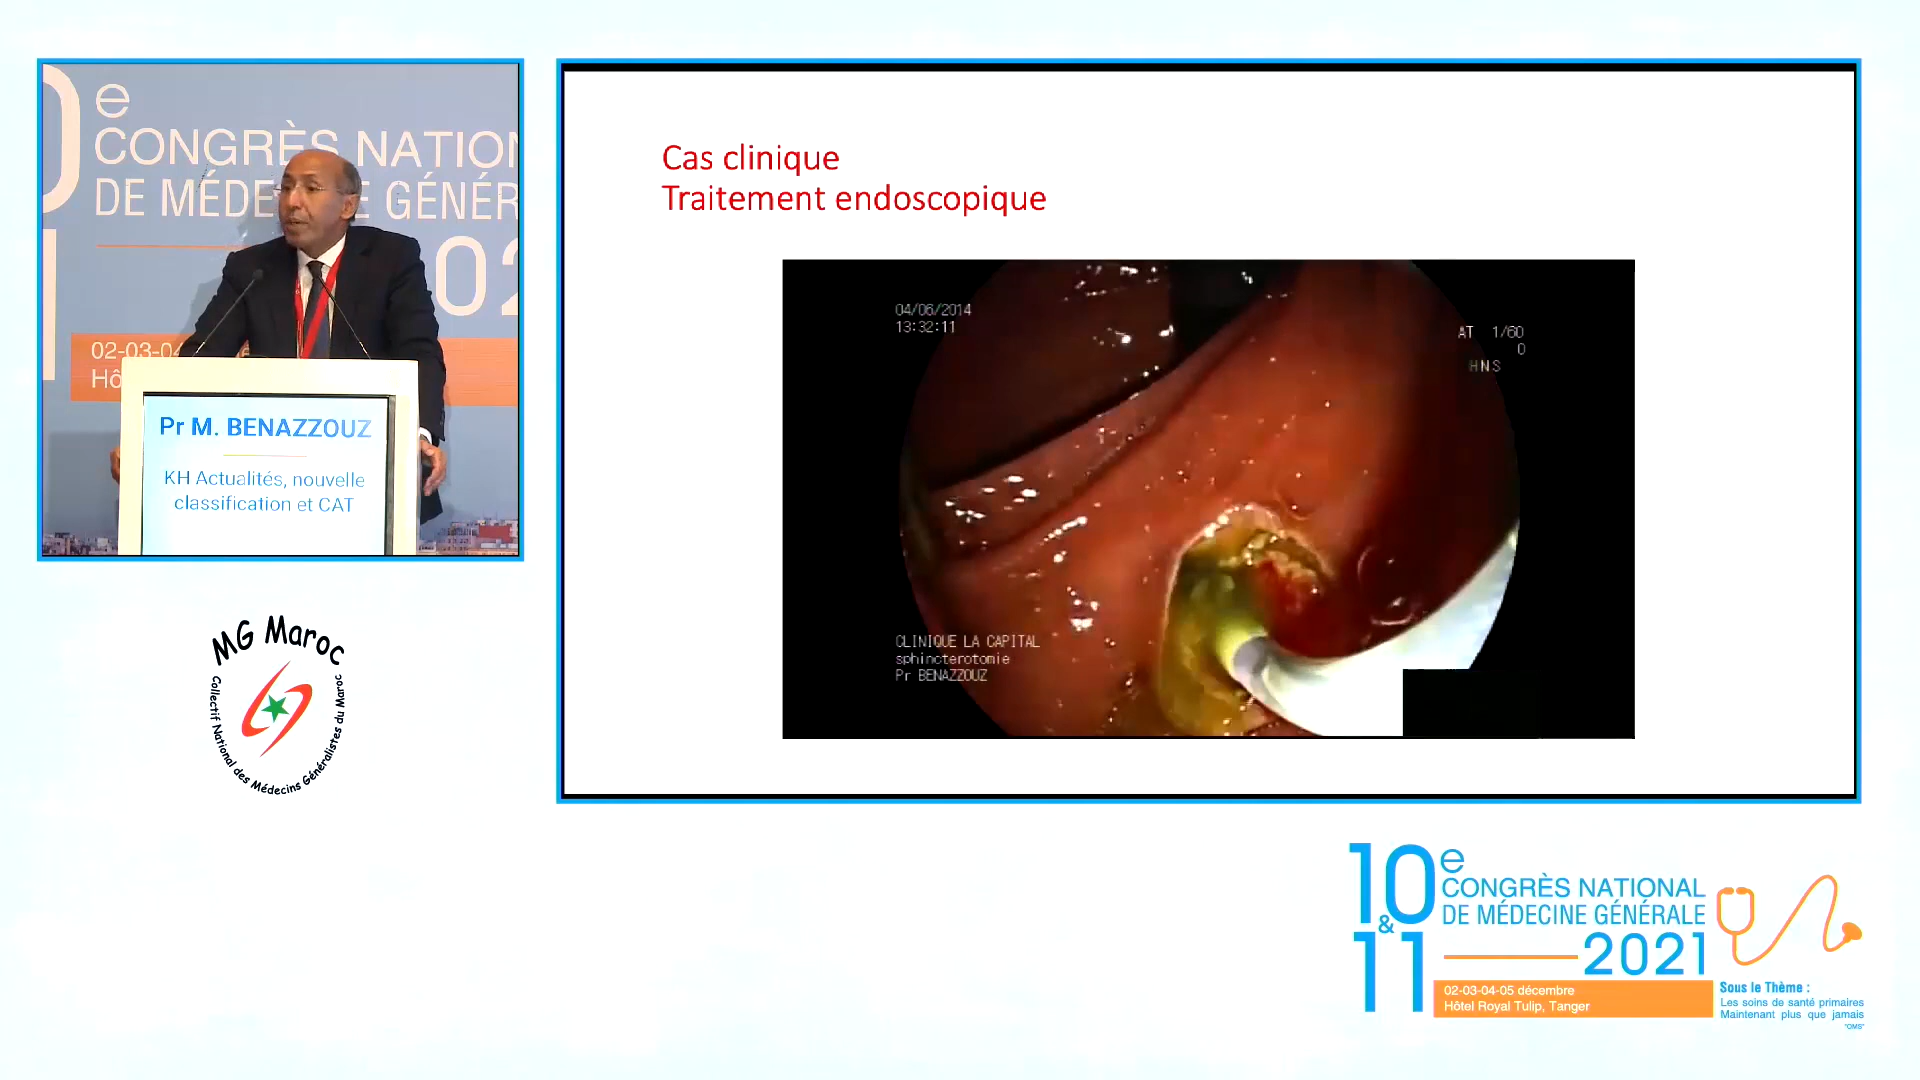 e
CONGRÈS NATION
DE MÉDE E GÉNÉR
02-03-04
Hô
Pr M. BENAZZOUZ
KH Actualités, nouvelle
classification et CAT
MG Maroc
Collectif National des Médecins Généralistes du Maroc
Cas clinique
Traitement endoscopique
04/06/2014
13:32:11
AT 1/60
0
HNS
CLINIQUE LA CAPITAL
sphincterotomie
Pr BENAZZOUZ
10e & 11
CONGRÈS NATIONAL
DE MÉDECINE GÉNÉRALE
2021
02-03-04-05 décembre
Hôtel Royal Tulip, Tanger
Sous le Thème :
Les soins de santé primaires
Maintenant plus que jamais
"OMS"